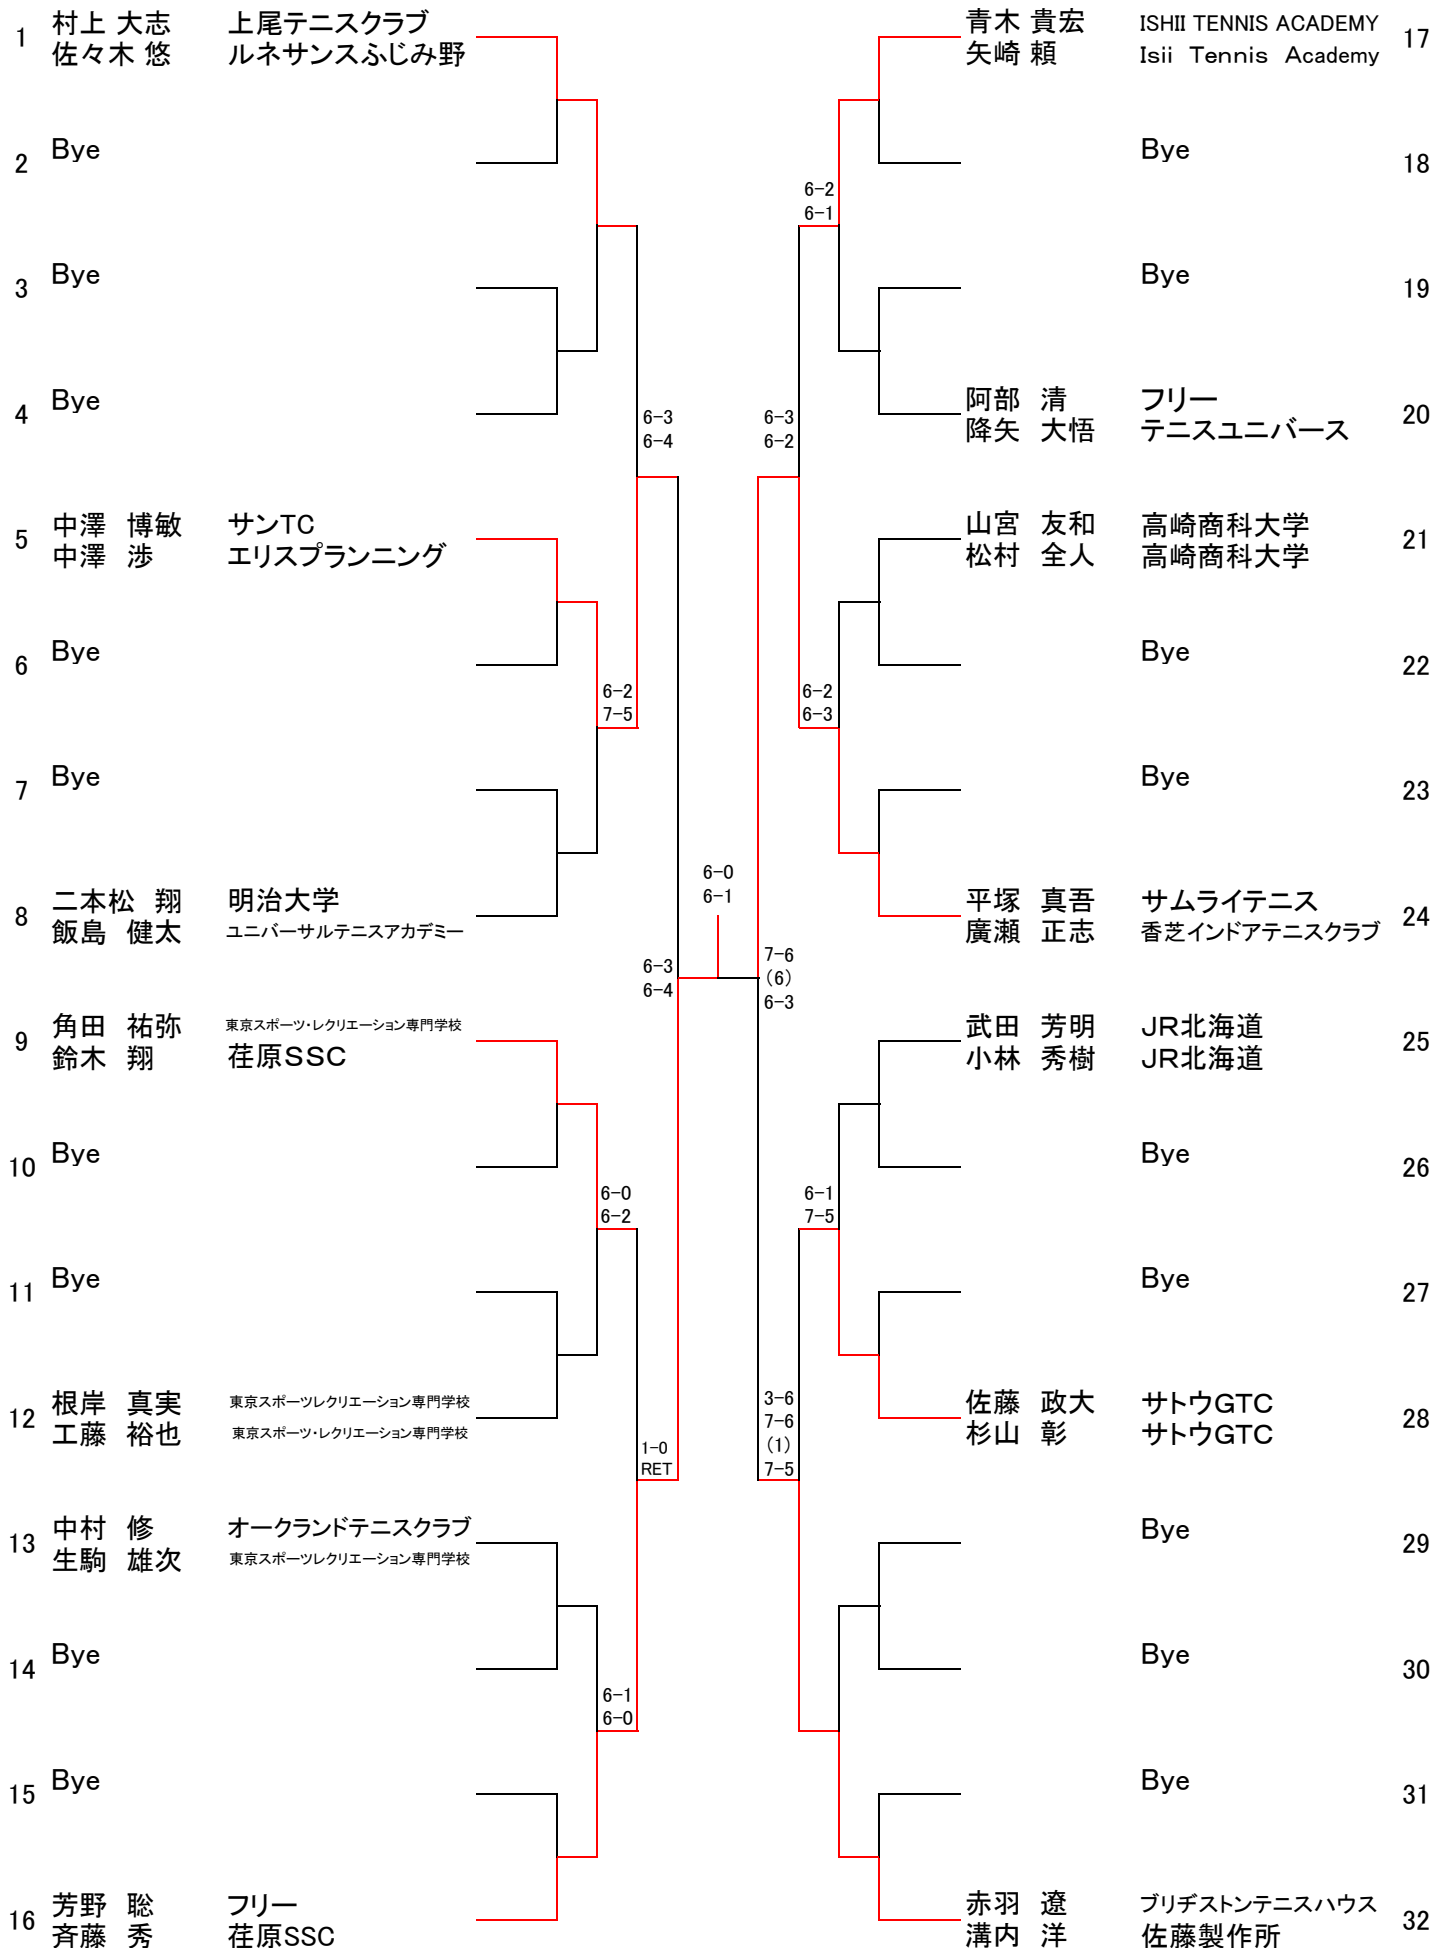 1 村上 大志 上尾テニスクラブ
佐々木 悠 ルネサンスふじみ野
2 Bye
3 Bye
4 Bye
6-3
6-4
5 中澤 博敏 サンTC
中澤 渉 エリスプランニング
6 Bye
6-2
7-5
7 Bye
8 二本松 翔 明治大学
飯島 健太 ユニバーサルテニスアカデミー
6-3
6-4
9 角田 祐弥 東京スポーツ・レクリエーション専門学校
鈴木 翔 荏原SSC
10 Bye
6-0
6-2
11 Bye
12 根岸 真実 東京スポーツレクリエーション専門学校
工藤 裕也 東京スポーツ・レクリエーション専門学校
1-0
RET
13 中村 修 オークランドテニスクラブ
生駒 雄次 東京スポーツレクリエーション専門学校
14 Bye
6-1
6-0
15 Bye
16 芳野 聡 フリー
斉藤 秀 荏原SSC
6-0
6-1
青木 貴宏 ISHII TENNIS ACADEMY 17
矢崎 頼 Isii Tennis Academy
Bye 18
6-2
6-1
Bye 19
阿部 清 フリー 20
降矢 大悟 テニスユニバース
6-3
6-2
山宮 友和 高崎商科大学 21
松村 全人 高崎商科大学
Bye 22
6-2
6-3
Bye 23
平塚 真吾 サムライテニス 24
廣瀬 正志 香芝インドアテニスクラブ
7-6
(6)
6-3
武田 芳明 JR北海道 25
小林 秀樹 JR北海道
Bye 26
6-1
7-5
Bye 27
佐藤 政大 サトウGTC 28
杉山 彰 サトウGTC
3-6
7-6
(1)
7-5
Bye 29
Bye 30
Bye 31
赤羽 遼 ブリヂストンテニスハウス 32
溝内 洋 佐藤製作所